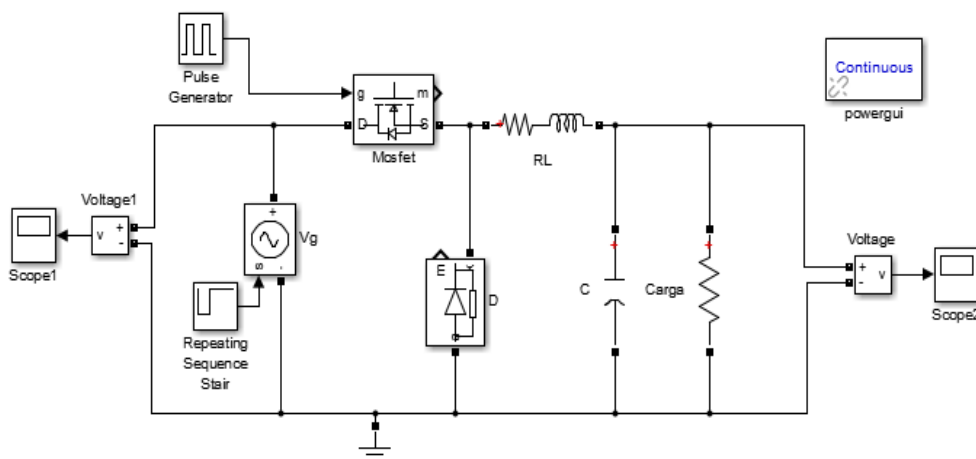 Pulse
Generator
Continuous
powergui
g
m
D
S
Mosfet
RL
Voltage1
+
v
-
Scope1
+
Vg
s
-
Repeating
Sequence
Stair
m
k
D
a
C
Carga
Voltage
+
v
-
Scope2